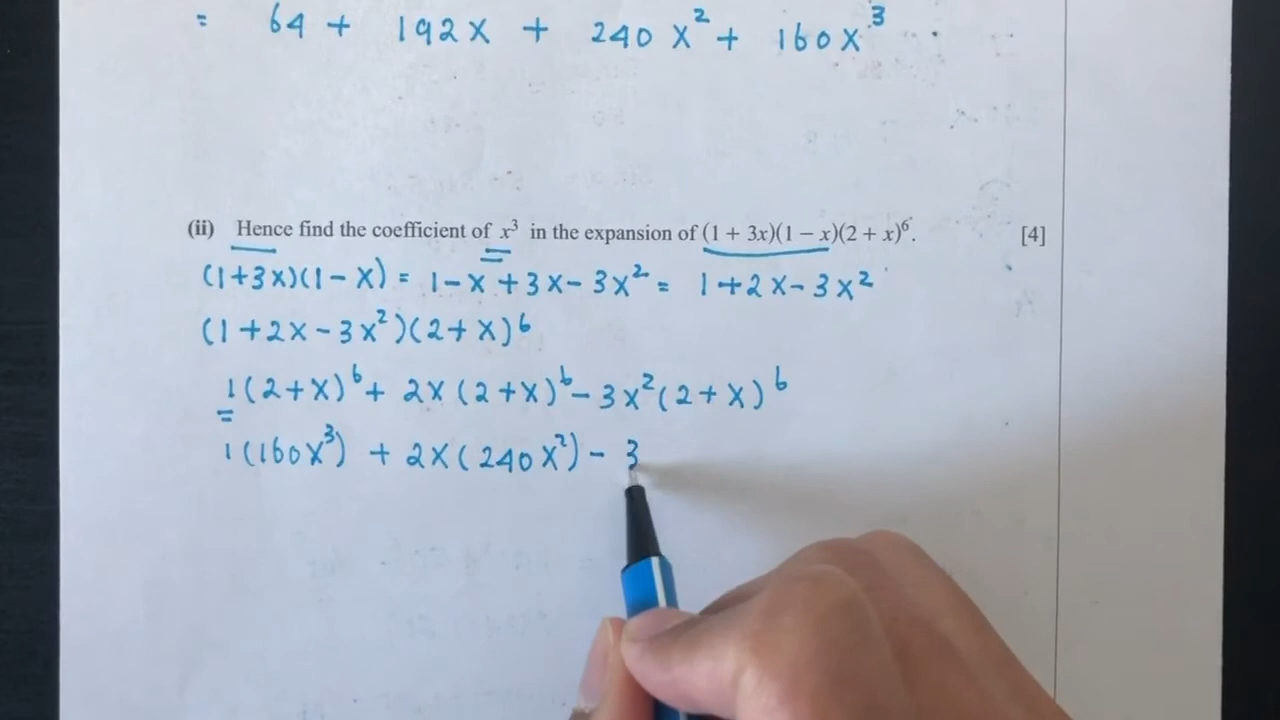 = 64 + 192x + 240x² + 160x³
(ii) Hence find the coefficient of x³ in the expansion of (1 + 3x)(1 − x)(2 + x)⁶. [4]
(1+3x)(1-x) = 1-x+3x-3x² = 1+2x-3x²
(1+2x-3x²)(2+x)⁶
1(2+x)⁶ + 2x(2+x)⁶ - 3x²(2+x)⁶
=
1(160x³) + 2x(240x²) - 3